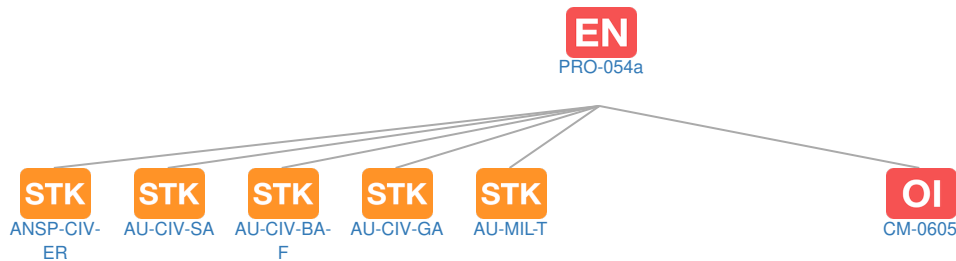 EN
PRO-054a
STK
STK
STK
STK
STK
OI
ANSP-CIV-
ER
AU-CIV-SA
AU-CIV-BA-
F
AU-CIV-GA
AU-MIL-T
CM-0605